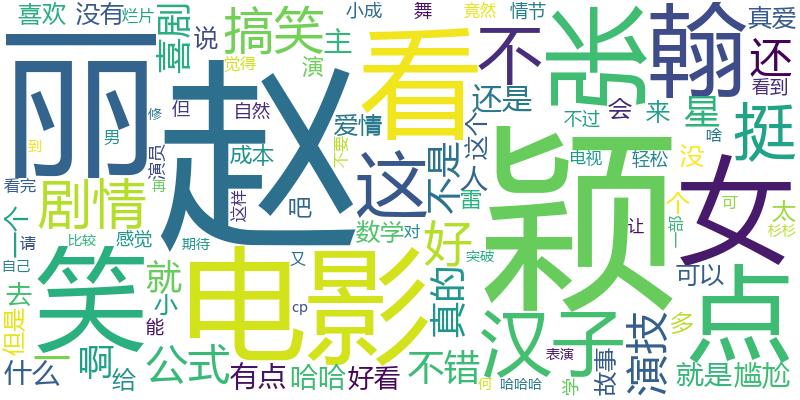 喜欢
没有
烂片
喜剧
说
搞笑
主
小成
舞
竟然
情节
真爱
翰
还
看到
丽
赵
看
不
张
觉得
演
还是
不过
会
来
星
挺
男
修
但
自然
爱情
不要
不是
人
这个
电视
轻松
没
啥
到
演员
再
成本
这
看完
剧情
这样
吧
雷
颖
个
女
一部
可
太
杉杉
一个
请
比较
感觉
期待
数学
对
好
突破
让
可以
自己
笑
就
电影
又
真的
点
去
小
cp
汉子
演技
多
但是
一
啊
能
公式
不错
表演
故事
什么
给
有点
哈哈
好看
何
哈哈哈
学
就是
尴尬